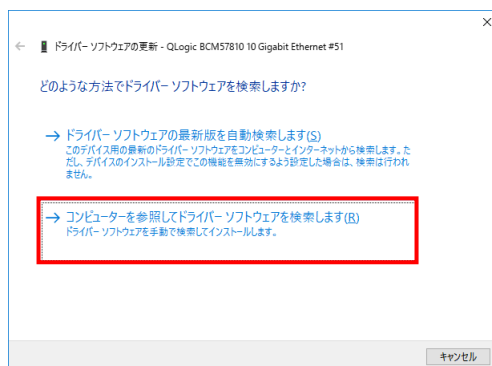 ドライバー ソフトウェアの更新 - QLogic BCM57810 10 Gigabit Ethernet #51
どのような方法でドライバー ソフトウェアを検索しますか?
→ ドライバー ソフトウェアの最新版を自動検索します(S)
このデバイス用の最新のドライバー ソフトウェアをコンピューターとインターネットから検索します。た
だし、デバイスのインストール設定でこの機能を無効にするよう設定した場合は、検索は行われ
ません。
→ コンピューターを参照してドライバー ソフトウェアを検索します(R)
ドライバー ソフトウェアを手動で検索してインストールします。
キャンセル